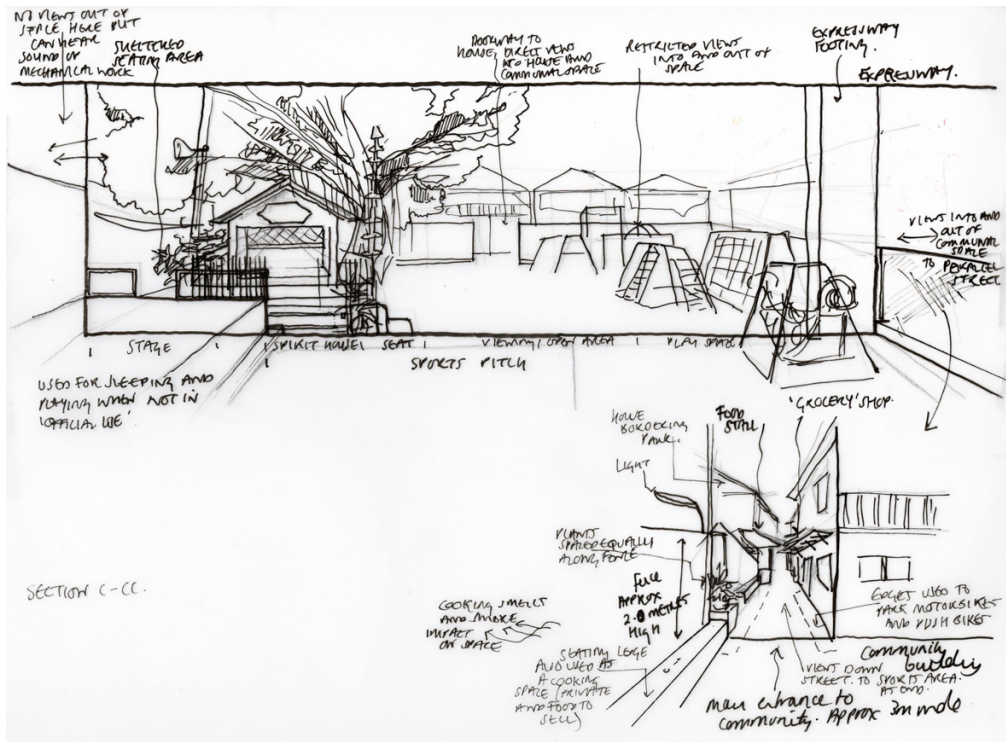 NO VIEWS OUT OF
SPACE HERE BUT
CAN HEAR
SOUND OF
MECHANICAL WORK
SHELTERED
SEATING AREA
DOORWAY TO
HOUSE, DIRECT VIEWS
INTO HOUSE AND
COMMUNAL SPACE
RESTRICTED VIEWS
INTO AND OUT OF
SPACE
EXPRESSWAY
FOOTING.
EXPRESSWAY.
VIEWS INTO AND
OUT OF
COMMUNAL
SPACE
TO PARALLEL
STREET.
STAGE
SPIRIT HOUSE
SEAT
VIEWING / OPEN AREA
PLAY SPACE
SPORTS PITCH
USED FOR SLEEPING AND
PLAYING WHEN NOT IN
'OFFICIAL USE'
'GROCERY' SHOP.
FOOD
STALL
HOUSE
BORDERING
LIGHT
PLANTS
SPACED EQUALLY
ALONG FENCE
APPROX
2.0 METRES
HIGH
SECTION C-CC.
COOKING SMELLS
AND SMOKE
IMPACT
ON SPACE
SEATING LEDGE
ALSO USED AS
A COOKING
SPACE (PRIVATE
AND FOOD TO
SELL)
EDGES USED TO
PARK MOTORBIKES
AND PUSH BIKES
Community
building
VIEW DOWN
STREET TO SPORTS AREA
AT END.
main entrance to
community. Approx 3m wide